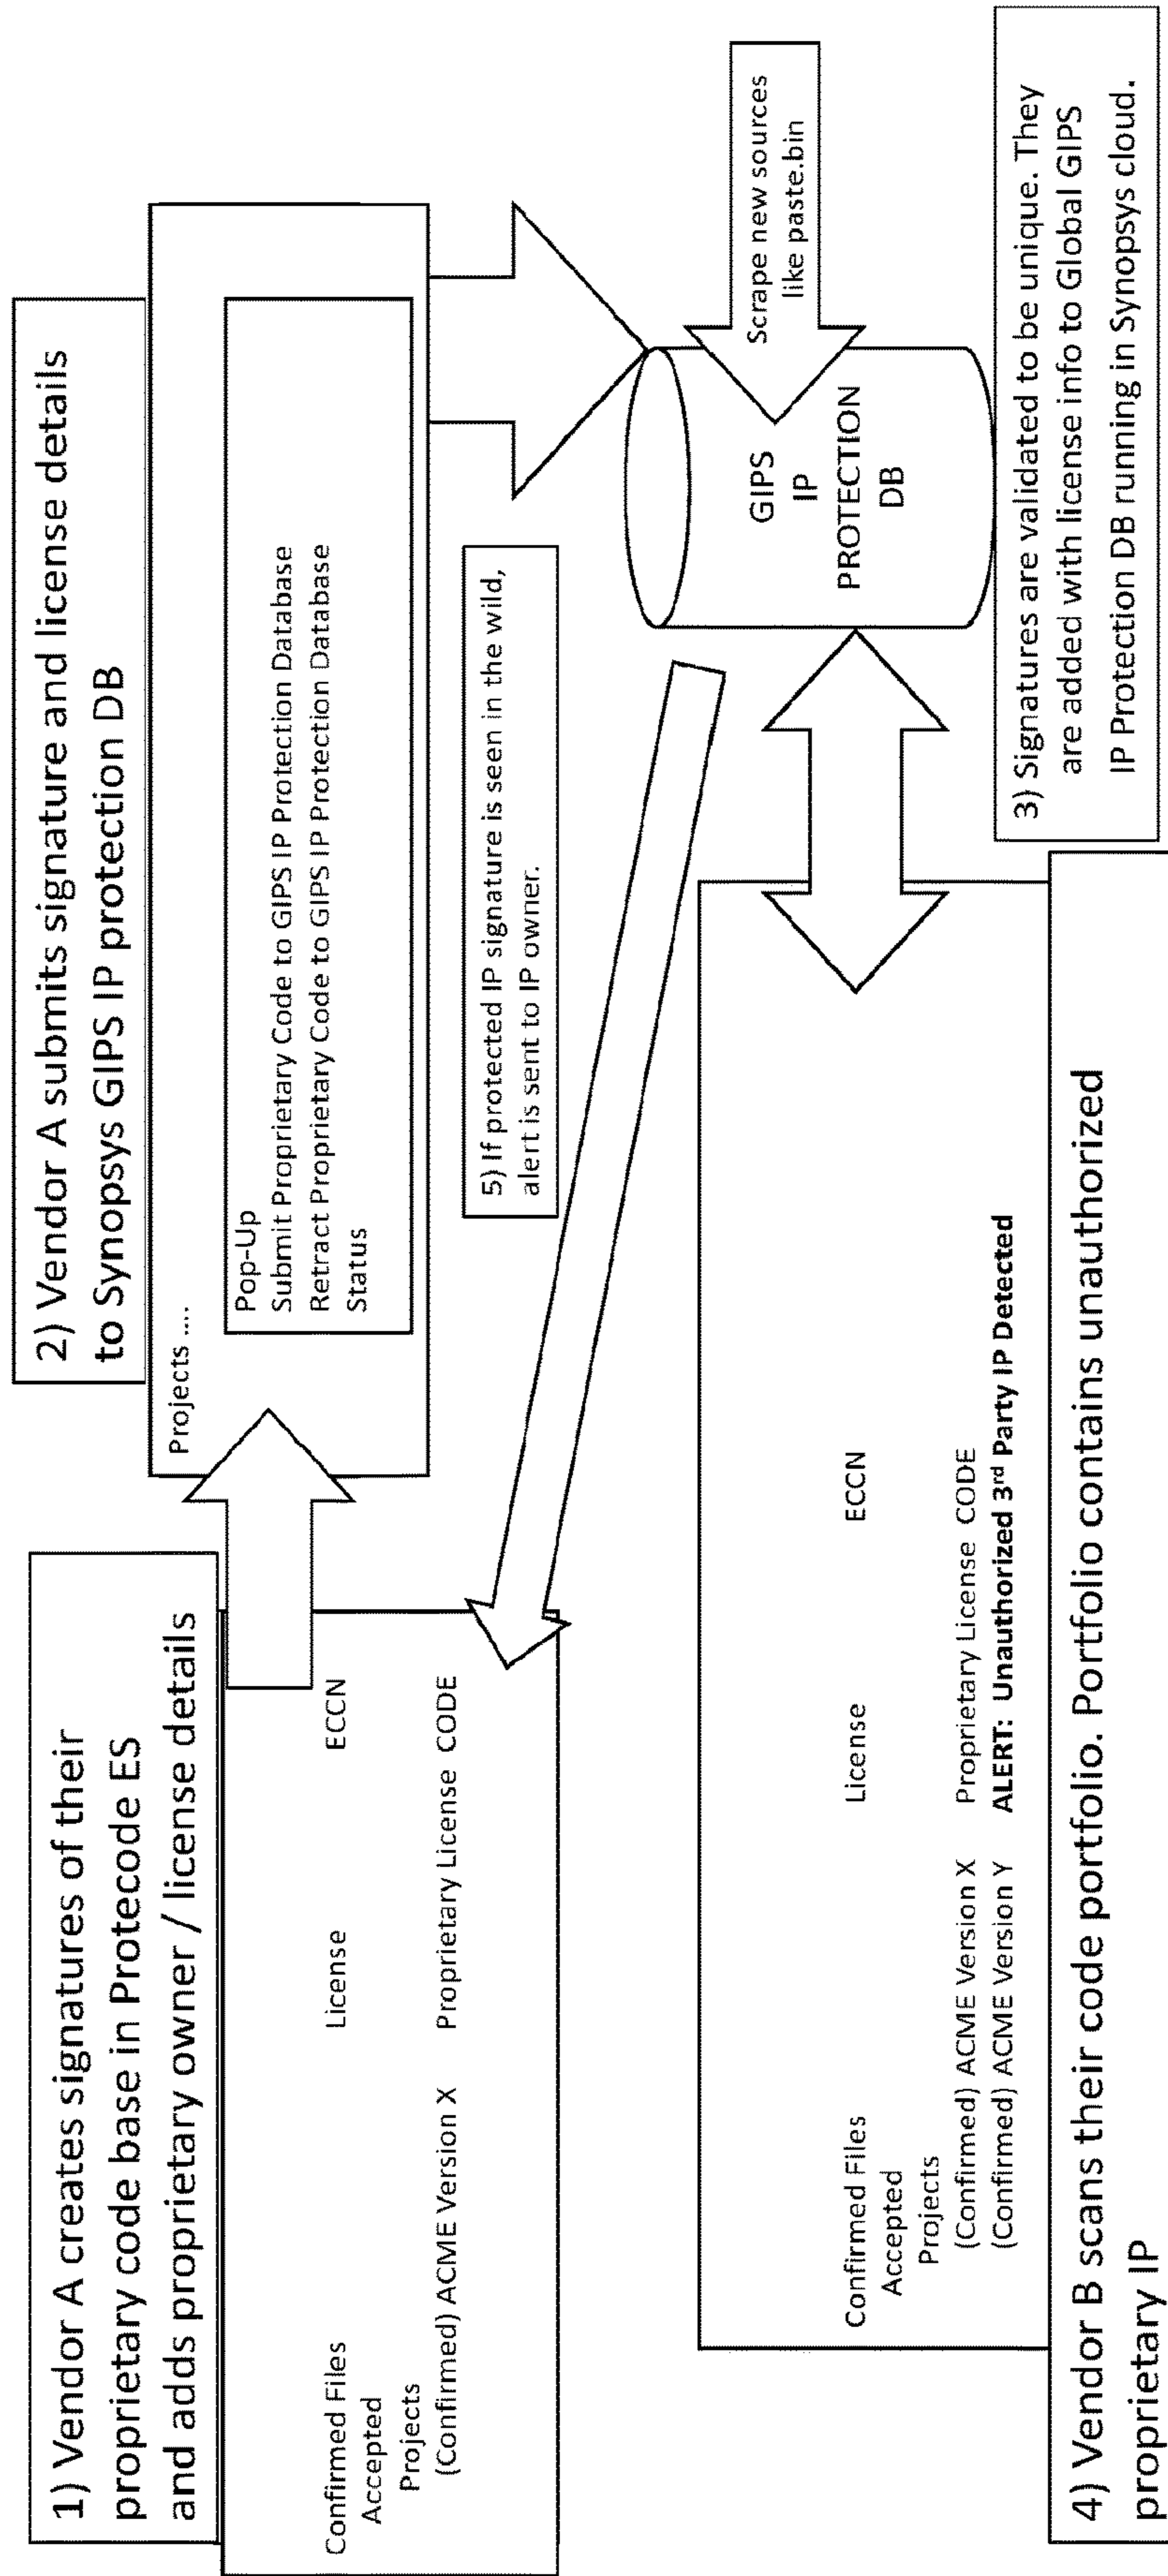 1) Vendor A creates signatures of their
proprietary code base in Protecode ES
and adds proprietary owner / license details
Confirmed Files License ECCN
Accepted
Projects
(Confirmed) ACME Version X Proprietary License CODE
2) Vendor A submits signature and license details
to Synopsys GIPS IP protection DB
Projects ....
Pop-Up
Submit Proprietary Code to GIPS IP Protection Database
Retract Proprietary Code to GIPS IP Protection Database
Status
5) If protected IP signature is seen in the wild,
alert is sent to IP owner.
GIPS
IP
PROTECTION
DB
Scrape new sources
like paste.bin
3) Signatures are validated to be unique. They
are added with license info to Global GIPS
IP Protection DB running in Synopsys cloud.
Confirmed Files License ECCN
Accepted
Projects
(Confirmed) ACME Version X Proprietary License CODE
(Confirmed) ACME Version Y ALERT: Unauthorized 3rd Party IP Detected
4) Vendor B scans their code portfolio. Portfolio contains unauthorized
proprietary IP